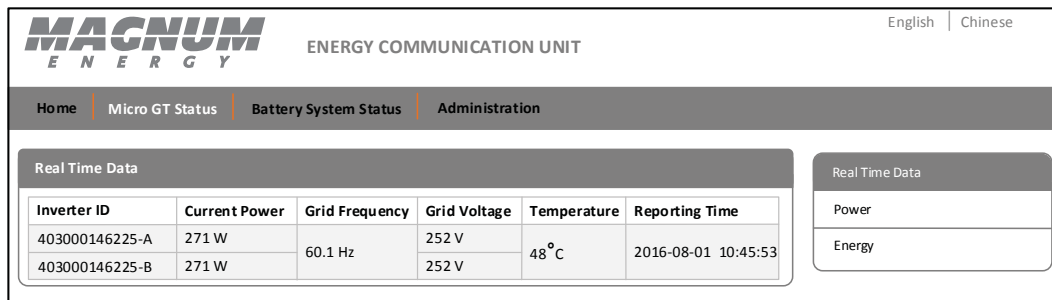 English | Chinese
MAGNUM
ENERGY
ENERGY COMMUNICATION UNIT
Home Micro GT Status Battery System Status Administration
Real Time Data
Inverter ID Current Power Grid Frequency Grid Voltage Temperature Reporting Time
403000146225-A 271 W 60.1 Hz 252 V 48°C 2016-08-01 10:45:53
403000146225-B 271 W 252 V
Real Time Data
Power
Energy